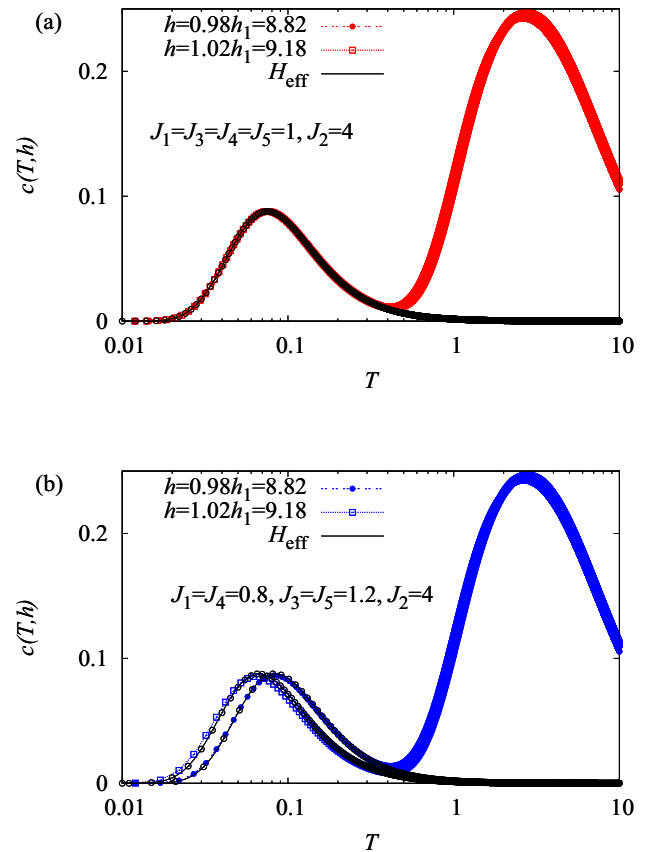 (a)
h=0.98h₁=8.82
h=1.02h₁=9.18
H_eff
J₁=J₃=J₄=J₅=1, J₂=4
c(T,h)
0.2
0.1
0
0.01
0.1
1
10
T
(b)
h=0.98h₁=8.82
h=1.02h₁=9.18
H_eff
J₁=J₄=0.8, J₃=J₅=1.2, J₂=4
c(T,h)
0.2
0.1
0
0.01
0.1
1
10
T